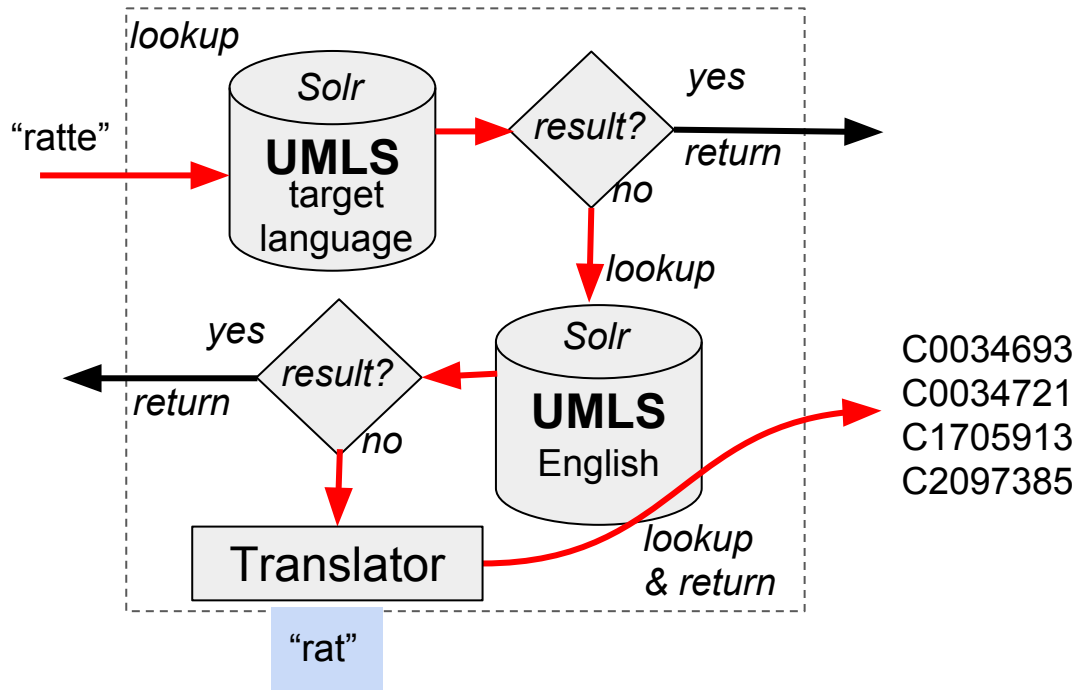 lookup
“ratte”
Solr
UMLS
target
language
result?
yes
return
no
lookup
Solr
UMLS
English
result?
yes
return
no
Translator
“rat”
lookup
& return
C0034693
C0034721
C1705913
C2097385